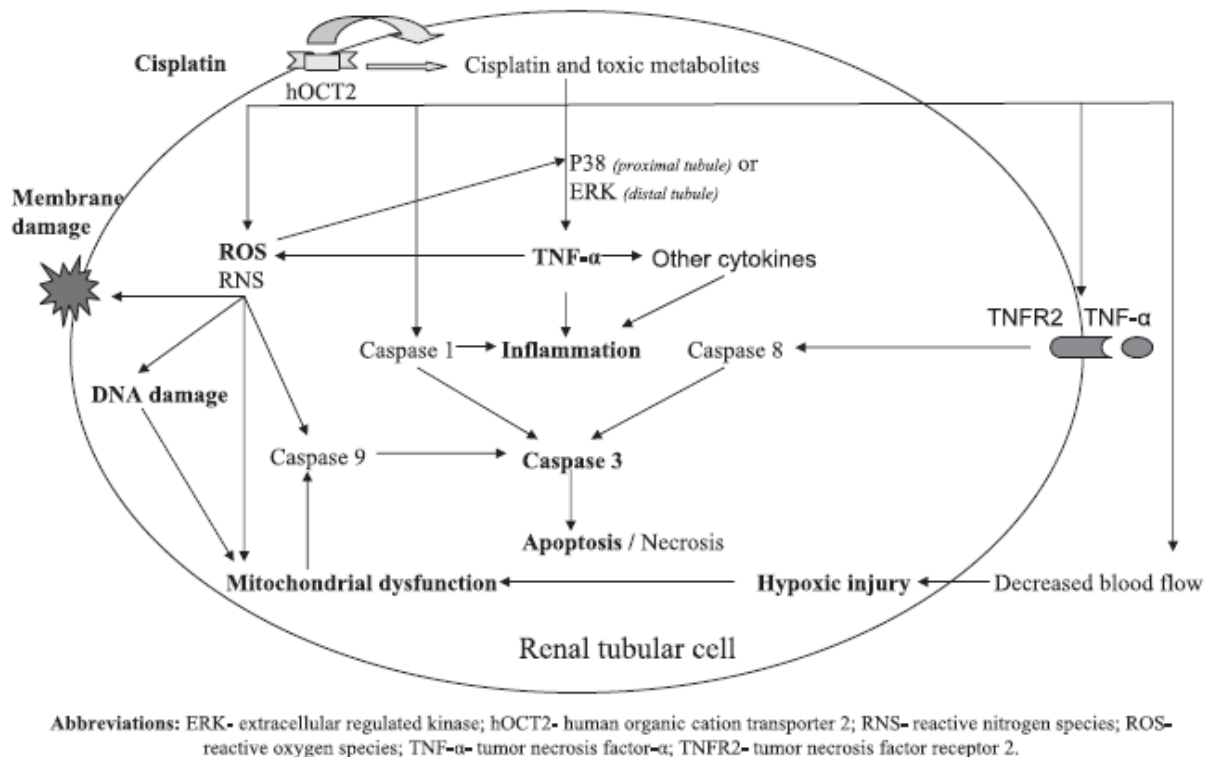 Cisplatin
hOCT2
Cisplatin and toxic metabolites
P38 (proximal tubule) or
ERK (distal tubule)
Membrane
damage
ROS
RNS
TNF-α
Other cytokines
TNFR2
TNF-α
Caspase 1
Inflammation
Caspase 8
DNA damage
Caspase 9
Caspase 3
Apoptosis / Necrosis
Mitochondrial dysfunction
Hypoxic injury
Decreased blood flow
Renal tubular cell
Abbreviations: ERK- extracellular regulated kinase; hOCT2- human organic cation transporter 2; RNS- reactive nitrogen species; ROS-
reactive oxygen species; TNF-α- tumor necrosis factor-α; TNFR2- tumor necrosis factor receptor 2.